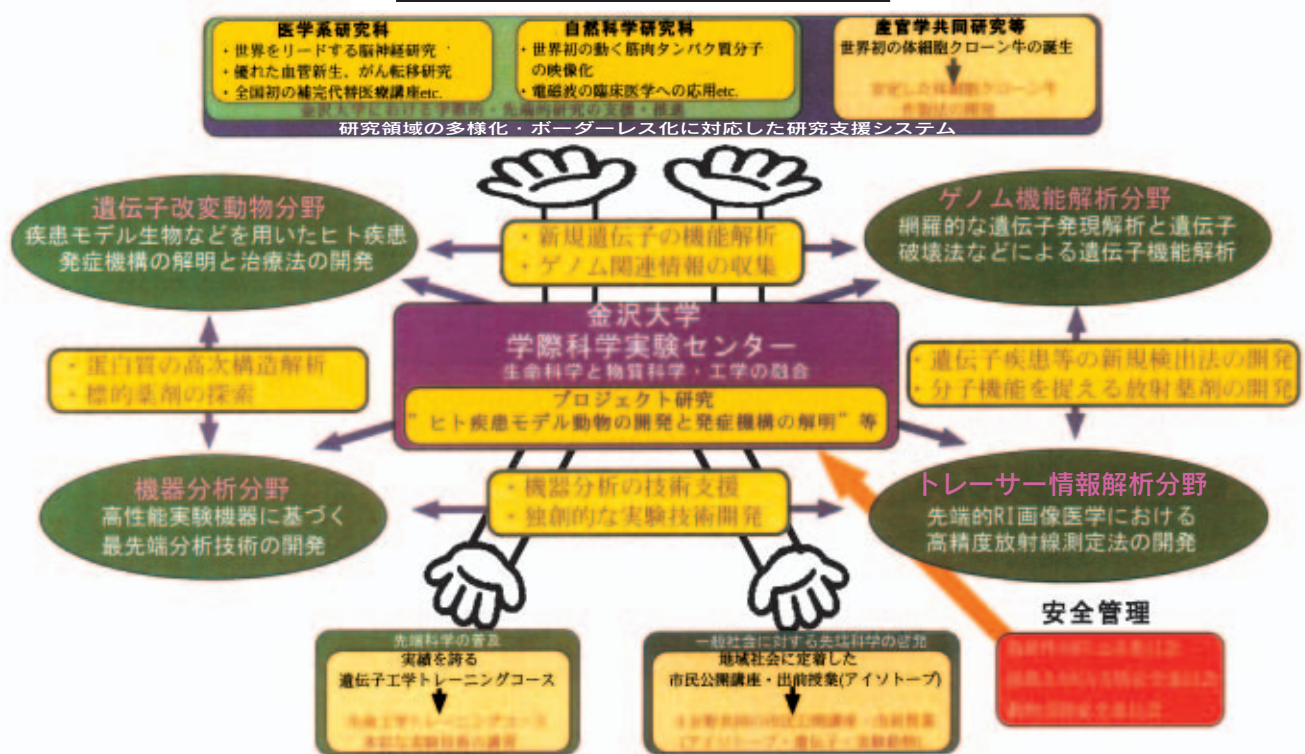 医学系研究科
・世界をリードする脳神経研究
・優れた血管新生、がん転移研究
・全国初の補完代替医療講座etc.
自然科学研究科
・世界初の動く筋肉タンパク質分子
の映像化
・電磁波の臨床医学への応用etc.
産官学共同研究等
世界初の体細胞クローン牛の誕生
安定した体細胞クローン牛
研究領域の多様化・ボーダーレス化に対応した研究支援システム
遺伝子改変動物分野
疾患モデル生物などを用いたヒト疾患
発症機構の解明と治療法の開発
・新規遺伝子の機能解析
・ゲノム関連情報の収集
ゲノム機能解析分野
網羅的な遺伝子発現解析と遺伝子
破壊法などによる遺伝子機能解析
金沢大学
学際科学実験センター
生命科学と物質科学・工学の融合
プロジェクト研究
"ヒト疾患モデル動物の開発と発症機構の解明" 等
・蛋白質の高次構造解析
・標的薬剤の探索
・遺伝子疾患等の新規検出法の開発
・分子機能を捉える放射薬剤の開発
機器分析分野
高性能実験機器に基づく
最先端分析技術の開発
・機器分析の技術支援
・独創的な実験技術開発
トレーサー情報解析分野
先端的RI画像医学における
高精度放射線測定法の開発
安全管理
先端科学の普及
実績を誇る
遺伝子工学トレーニングコース
一般社会に対する先端科学の啓発
地域社会に定着した
市民公開講座・出前授業(アイソトープ)
(アイソトープ・遺伝子・実験動物)